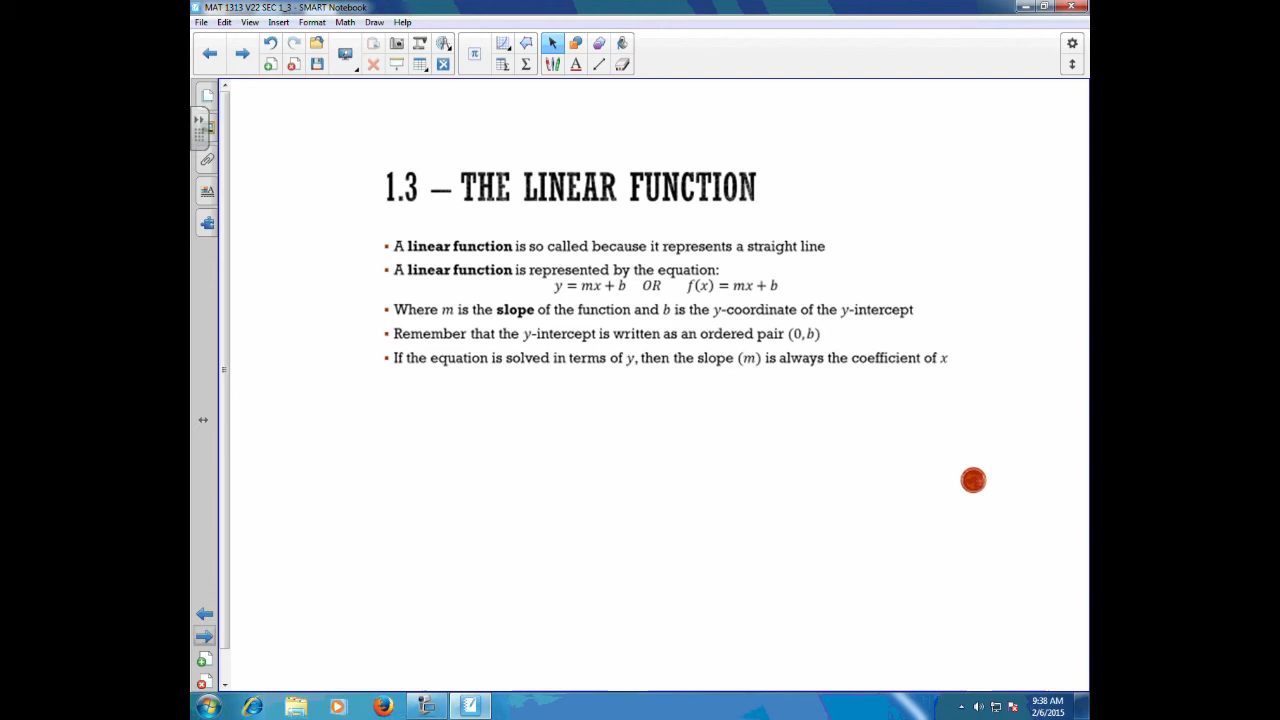 MAT 1313 V22 SEC 1_3 - SMART Notebook
File Edit View Insert Format Math Draw Help
1.3 – THE LINEAR FUNCTION
▪ A linear function is so called because it represents a straight line
▪ A linear function is represented by the equation:
y = mx + b OR f(x) = mx + b
▪ Where m is the slope of the function and b is the y-coordinate of the y-intercept
▪ Remember that the y-intercept is written as an ordered pair (0, b)
▪ If the equation is solved in terms of y, then the slope (m) is always the coefficient of x
9:38 AM
2/6/2015